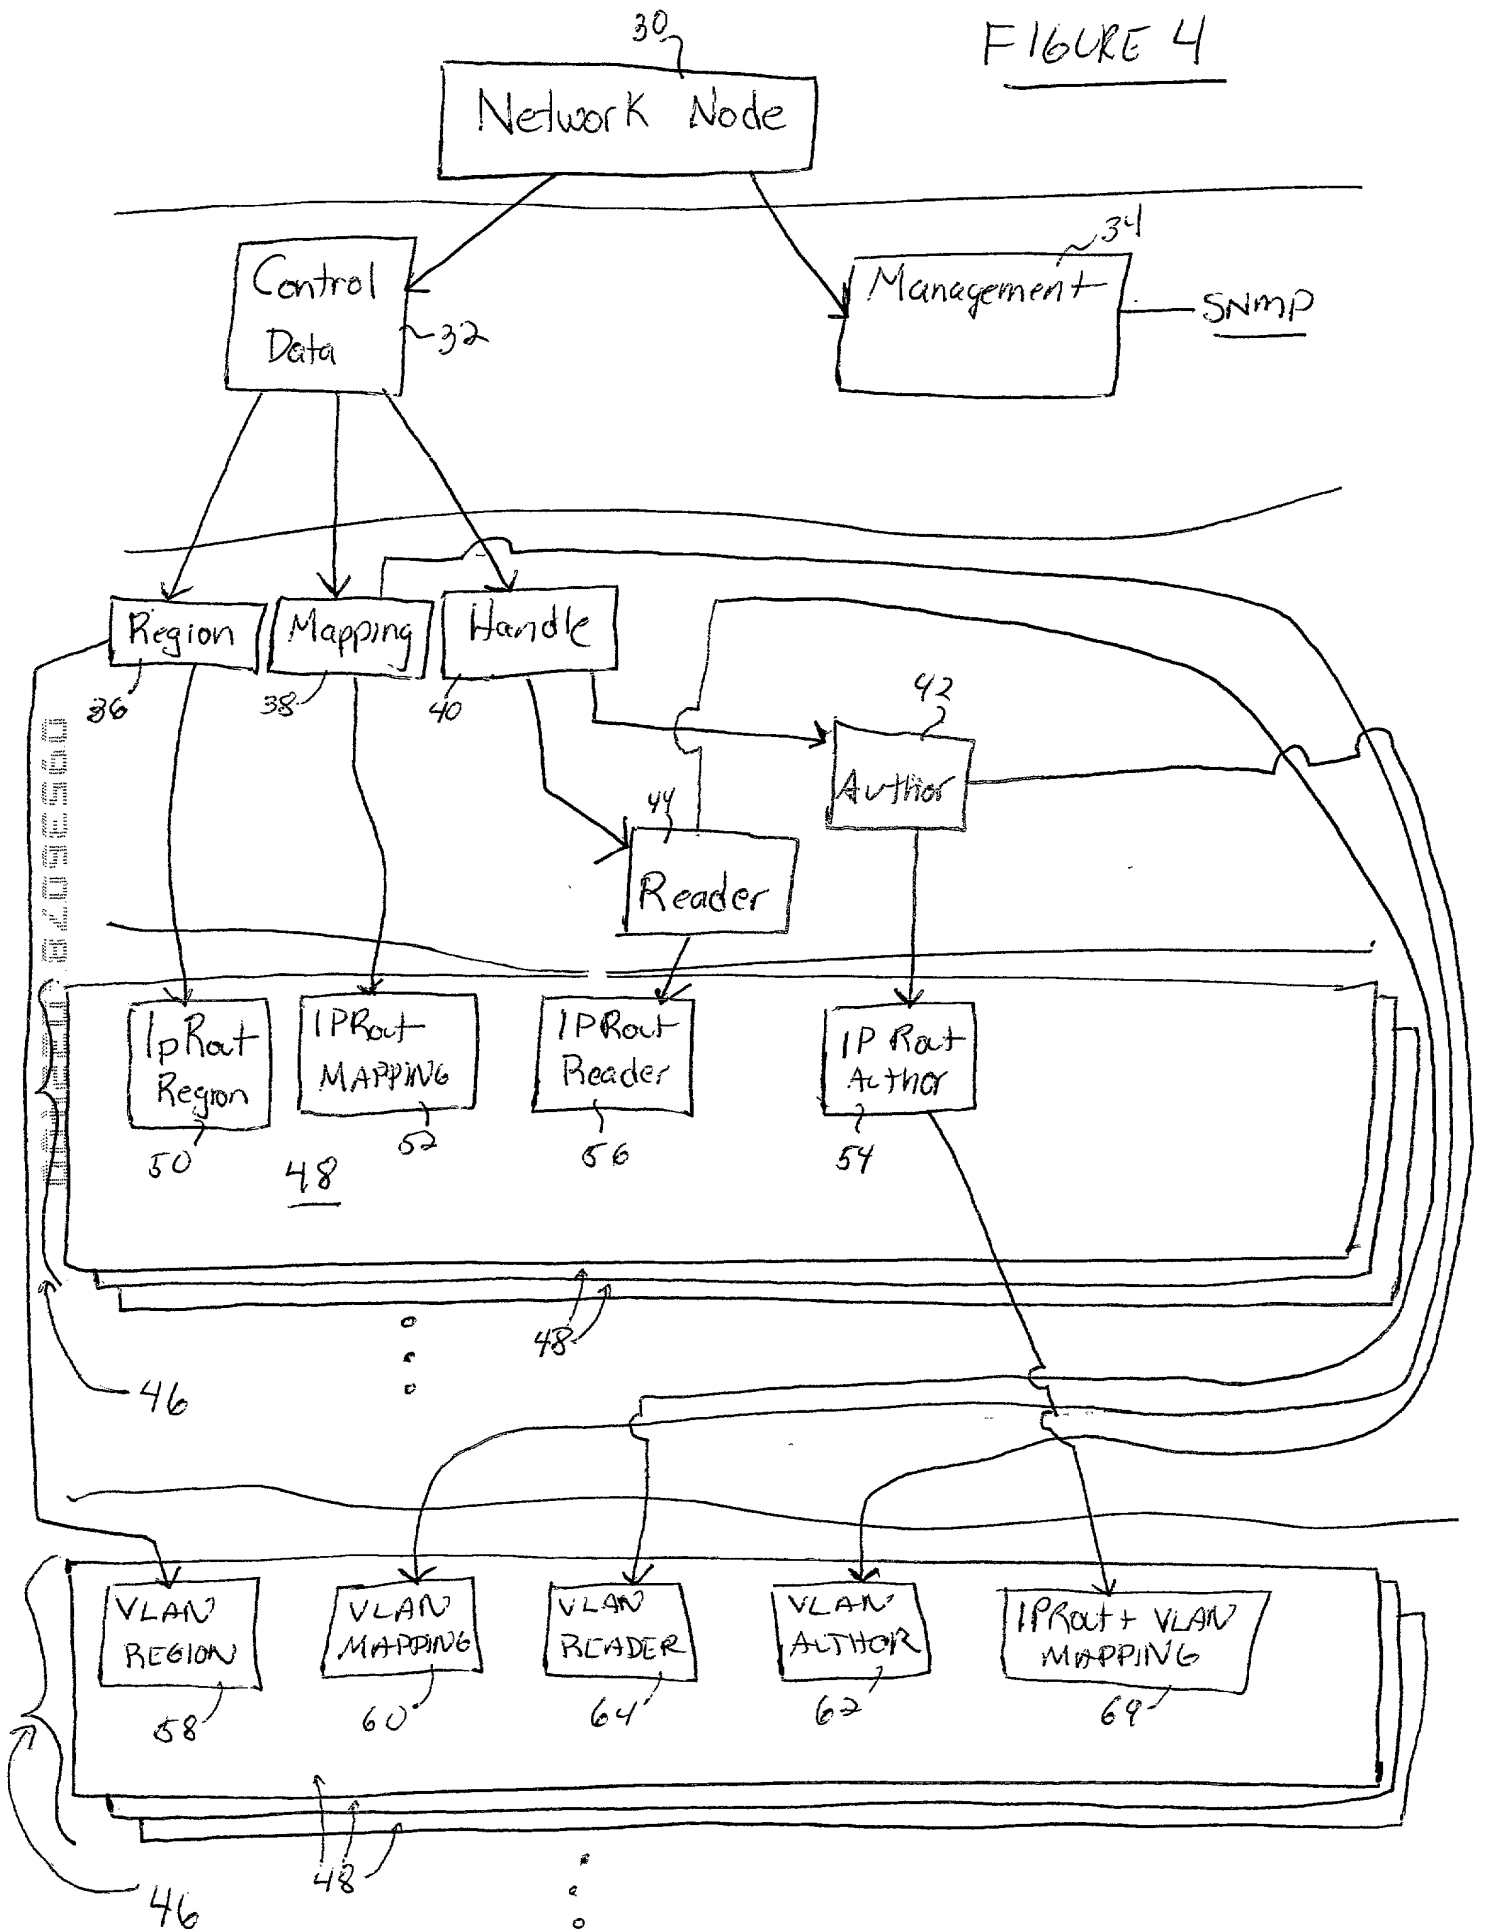 FIGURE 4
30
Network Node
34
Control
Data
32
Management
SNMP
Region
Mapping
Handle
36
38
40
42
Author
44
Reader
IpRout
Region
IPRout
MAPPING
IPRout
Reader
IP Rout
Author
50
52
56
54
48
48
46
VLAN
REGION
VLAN
MAPPING
VLAN
READER
VLAN
AUTHOR
IPRout + VLAN
MAPPING
58
60
64
62
69
48
46